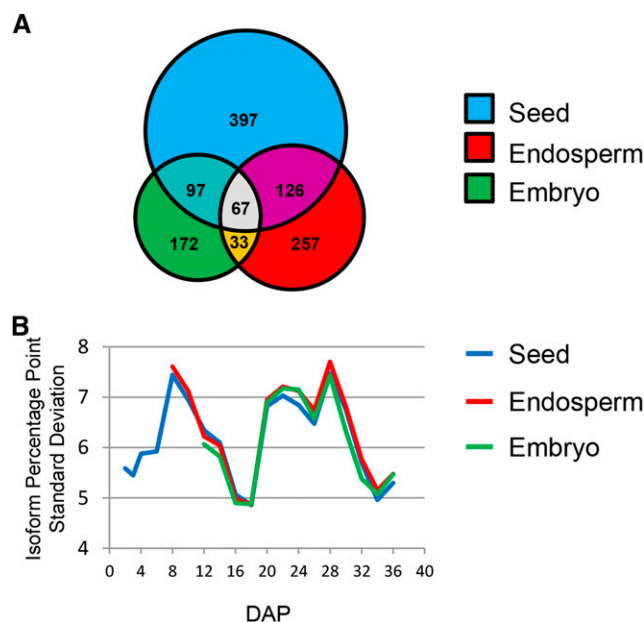 A
397
97
126
67
172
33
257
Seed
Endosperm
Embryo
B
Isoform Percentage Point
Standard Deviation
8
7
6
5
4
0 4 8 12 16 20 24 28 32 36 40
DAP
Seed
Endosperm
Embryo